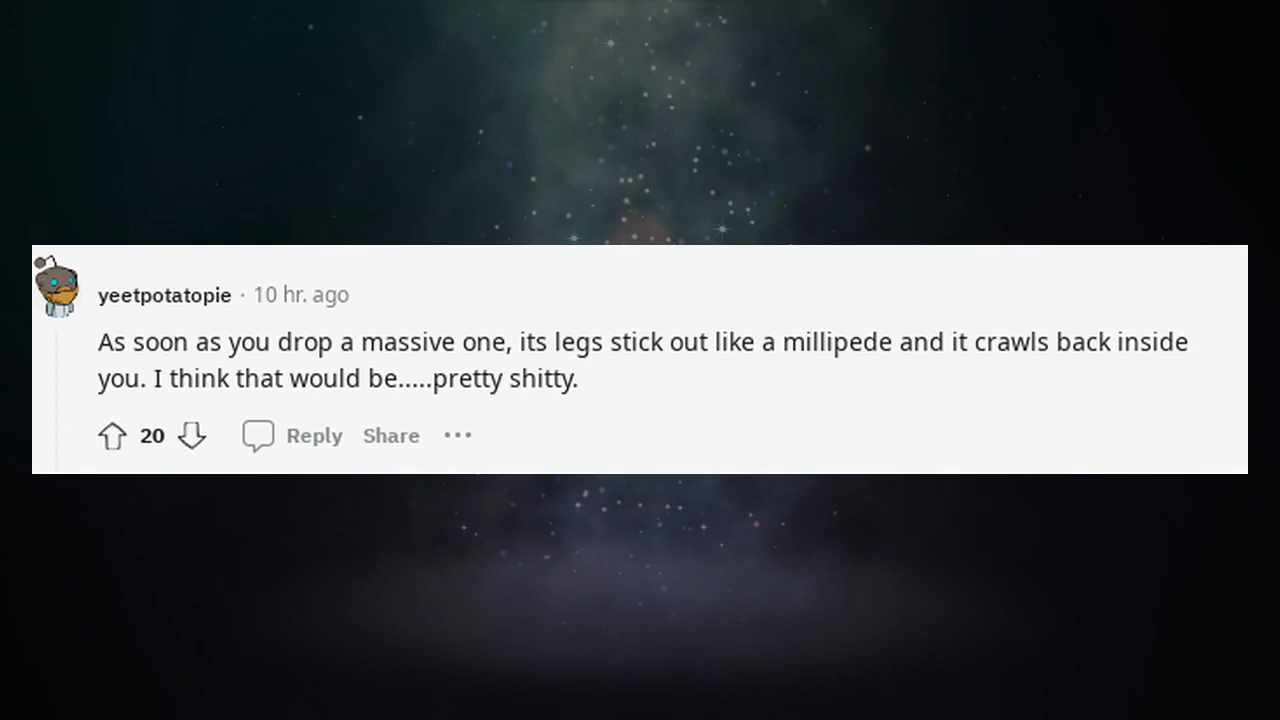 yeetpotatopie · 10 hr. ago
As soon as you drop a massive one, its legs stick out like a millipede and it crawls back inside
you. I think that would be.....pretty shitty.
20 Reply Share •••